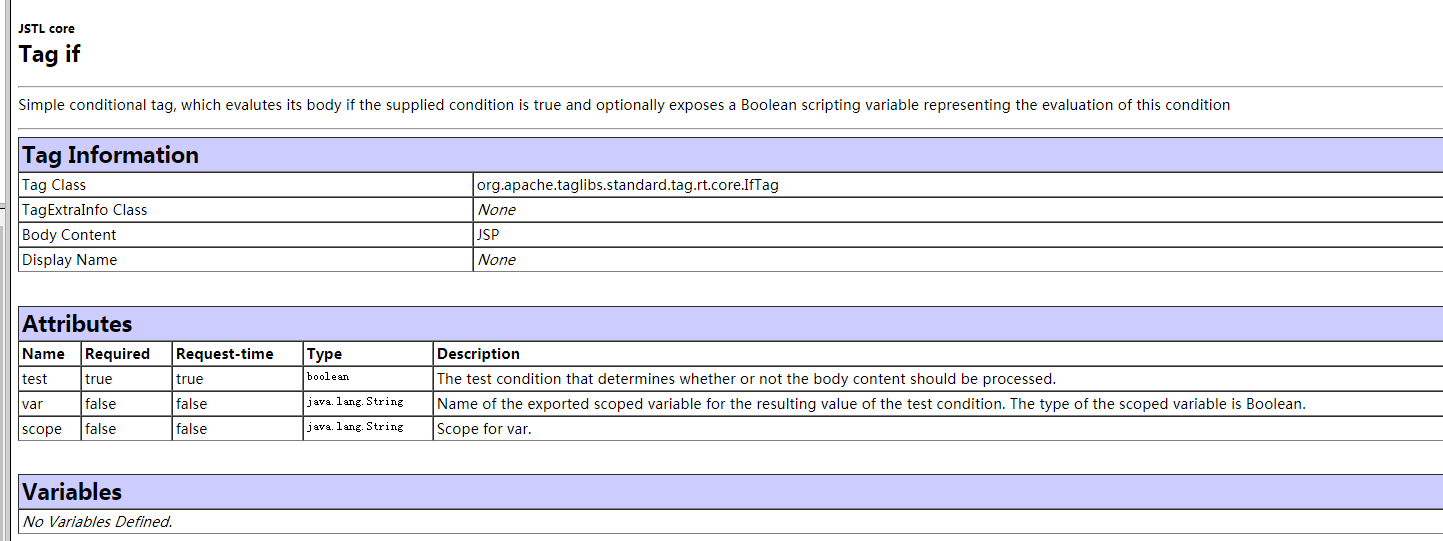 JSTL core
Tag if
Simple conditional tag, which evalutes its body if the supplied condition is true and optionally exposes a Boolean scripting variable representing the evaluation of this condition
Tag Information
Tag Class org.apache.taglibs.standard.tag.rt.core.IfTag
TagExtraInfo Class None
Body Content JSP
Display Name None
Attributes
Name Required Request-time Type Description
test true true boolean The test condition that determines whether or not the body content should be processed.
var false false java.lang.String Name of the exported scoped variable for the resulting value of the test condition. The type of the scoped variable is Boolean.
scope false false java.lang.String Scope for var.
Variables
No Variables Defined.